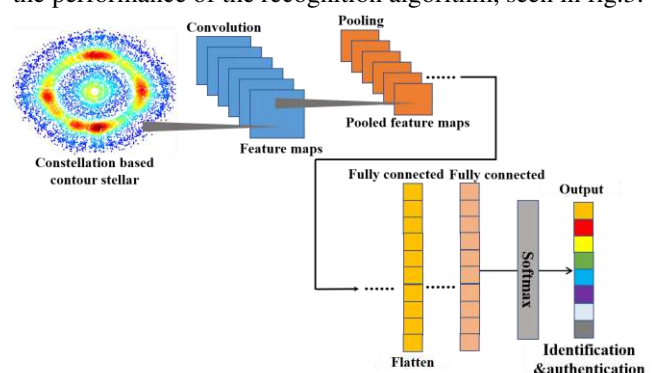 the performance of the recognition algorithm, seen in fig.3.
Convolution
Pooling
Pooled feature maps
Feature maps
Constellation based
contour stellar
Fully connected Fully connected
Output
Softmax
Flatten
Identification
&authentication